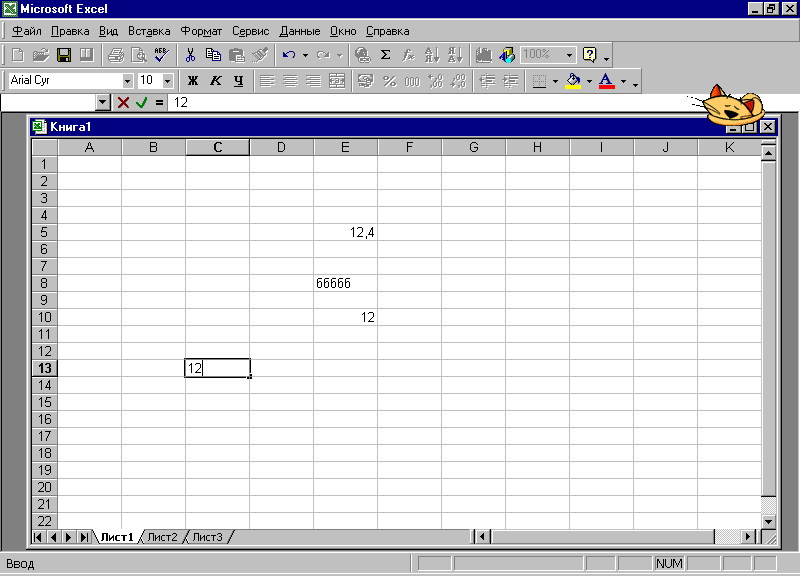 Microsoft Excel
Файл Правка Вид Вставка Формат Сервис Данные Окно Справка
100% ?
Arial Cyr 10 Ж К Ч % 000 A
= 12
Книга1
A B C D E F G H I J K
1
2
3
4
5 12,4
6
7
8 ббббб
9
10 12
11
12
13 12
14
15
16
17
18
19
20
21
22
Лист1 Лист2 Лист3
Ввод NUM